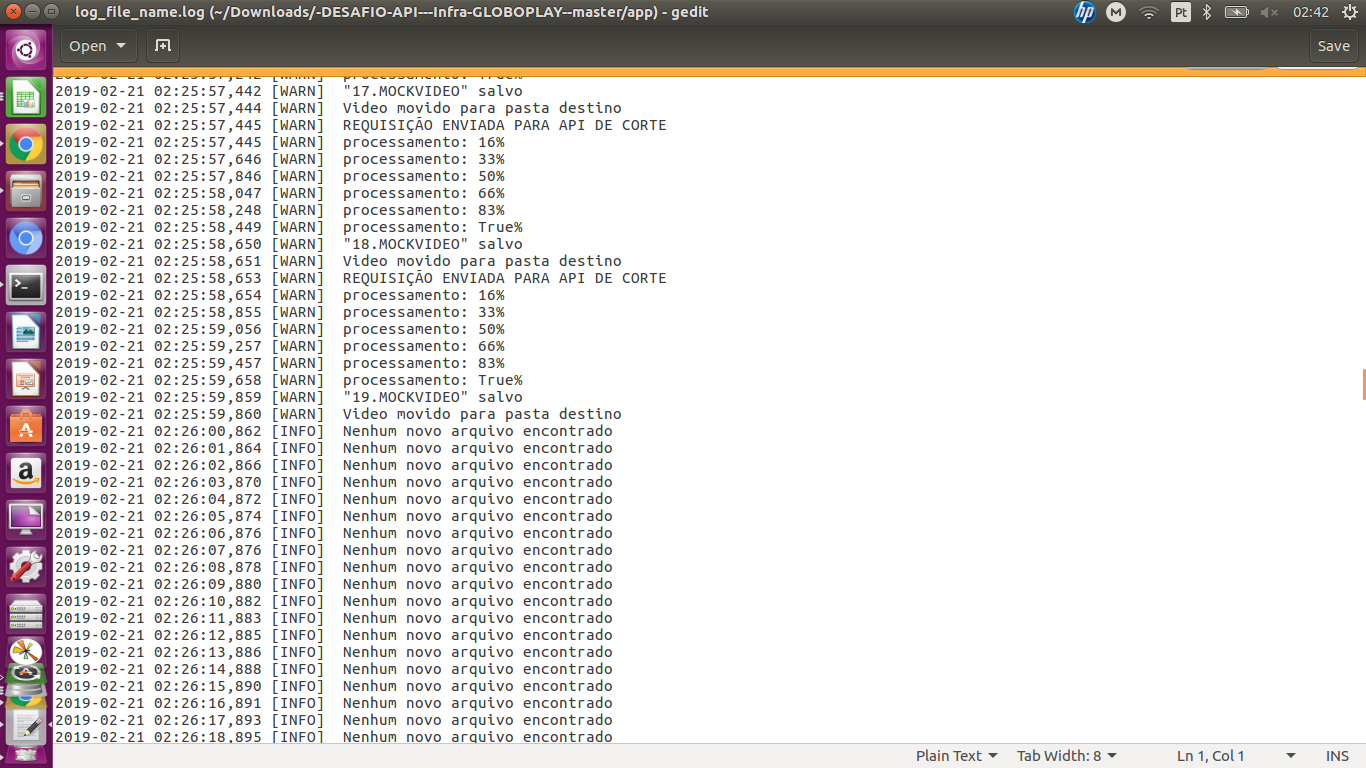 log_file_name.log (~/Downloads/-DESAFIO-API---Infra-GLOBOPLAY--master/app) - gedit
hp
M
Pt
02:42
Open
Save
2019-02-21 02:25:57,242 [WARN]  processamento: True%
2019-02-21 02:25:57,442 [WARN]  "17.MOCKVIDEO" salvo
2019-02-21 02:25:57,444 [WARN]  Video movido para pasta destino
2019-02-21 02:25:57,445 [WARN]  REQUISIÇÃO ENVIADA PARA API DE CORTE
2019-02-21 02:25:57,445 [WARN]  processamento: 16%
2019-02-21 02:25:57,646 [WARN]  processamento: 33%
2019-02-21 02:25:57,846 [WARN]  processamento: 50%
2019-02-21 02:25:58,047 [WARN]  processamento: 66%
2019-02-21 02:25:58,248 [WARN]  processamento: 83%
2019-02-21 02:25:58,449 [WARN]  processamento: True%
2019-02-21 02:25:58,650 [WARN]  "18.MOCKVIDEO" salvo
2019-02-21 02:25:58,651 [WARN]  Video movido para pasta destino
2019-02-21 02:25:58,653 [WARN]  REQUISIÇÃO ENVIADA PARA API DE CORTE
2019-02-21 02:25:58,654 [WARN]  processamento: 16%
2019-02-21 02:25:58,855 [WARN]  processamento: 33%
2019-02-21 02:25:59,056 [WARN]  processamento: 50%
2019-02-21 02:25:59,257 [WARN]  processamento: 66%
2019-02-21 02:25:59,457 [WARN]  processamento: 83%
2019-02-21 02:25:59,658 [WARN]  processamento: True%
2019-02-21 02:25:59,859 [WARN]  "19.MOCKVIDEO" salvo
2019-02-21 02:25:59,860 [WARN]  Video movido para pasta destino
2019-02-21 02:26:00,862 [INFO]  Nenhum novo arquivo encontrado
2019-02-21 02:26:01,864 [INFO]  Nenhum novo arquivo encontrado
2019-02-21 02:26:02,866 [INFO]  Nenhum novo arquivo encontrado
2019-02-21 02:26:03,870 [INFO]  Nenhum novo arquivo encontrado
2019-02-21 02:26:04,872 [INFO]  Nenhum novo arquivo encontrado
2019-02-21 02:26:05,874 [INFO]  Nenhum novo arquivo encontrado
2019-02-21 02:26:06,876 [INFO]  Nenhum novo arquivo encontrado
2019-02-21 02:26:07,876 [INFO]  Nenhum novo arquivo encontrado
2019-02-21 02:26:08,878 [INFO]  Nenhum novo arquivo encontrado
2019-02-21 02:26:09,880 [INFO]  Nenhum novo arquivo encontrado
2019-02-21 02:26:10,882 [INFO]  Nenhum novo arquivo encontrado
2019-02-21 02:26:11,883 [INFO]  Nenhum novo arquivo encontrado
2019-02-21 02:26:12,885 [INFO]  Nenhum novo arquivo encontrado
2019-02-21 02:26:13,886 [INFO]  Nenhum novo arquivo encontrado
2019-02-21 02:26:14,888 [INFO]  Nenhum novo arquivo encontrado
2019-02-21 02:26:15,890 [INFO]  Nenhum novo arquivo encontrado
2019-02-21 02:26:16,891 [INFO]  Nenhum novo arquivo encontrado
2019-02-21 02:26:17,893 [INFO]  Nenhum novo arquivo encontrado
2019-02-21 02:26:18,895 [INFO]  Nenhum novo arquivo encontrado
Plain Text
Tab Width: 8
Ln 1, Col 1
INS